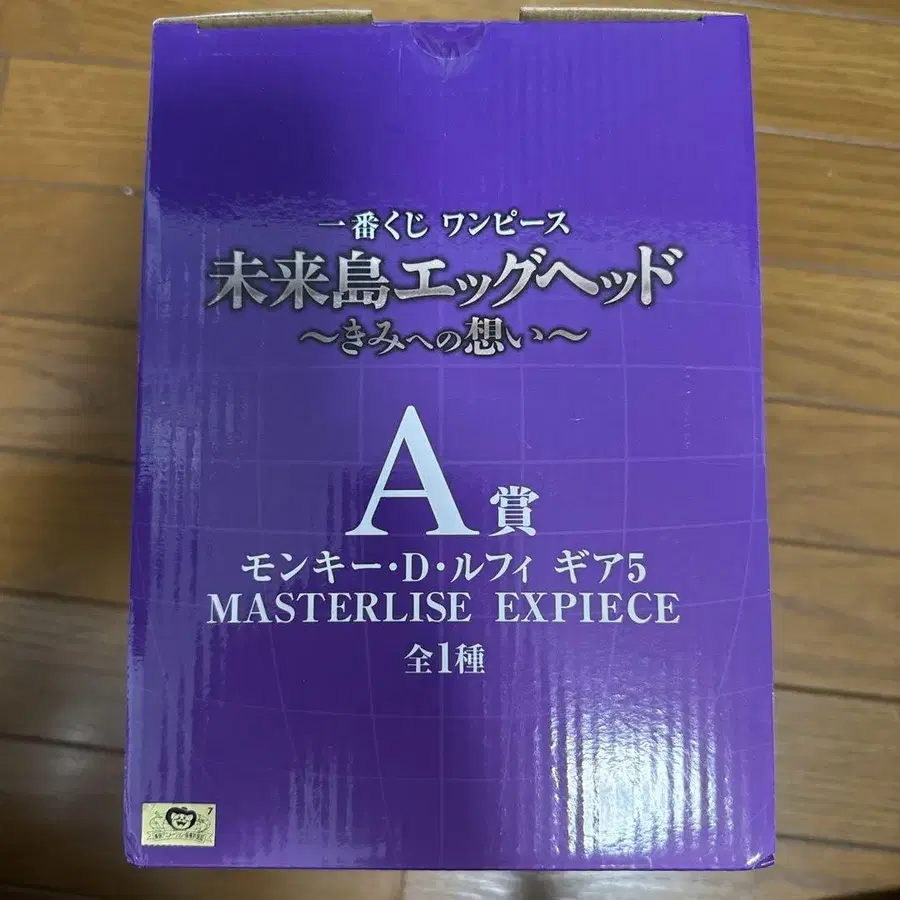 一番くじ ワンピース
未来島エッグヘッド
〜きみへの想い〜
A賞
モンキー・D・ルフィ ギア5
MASTERLISE EXPIECE
全1種
7